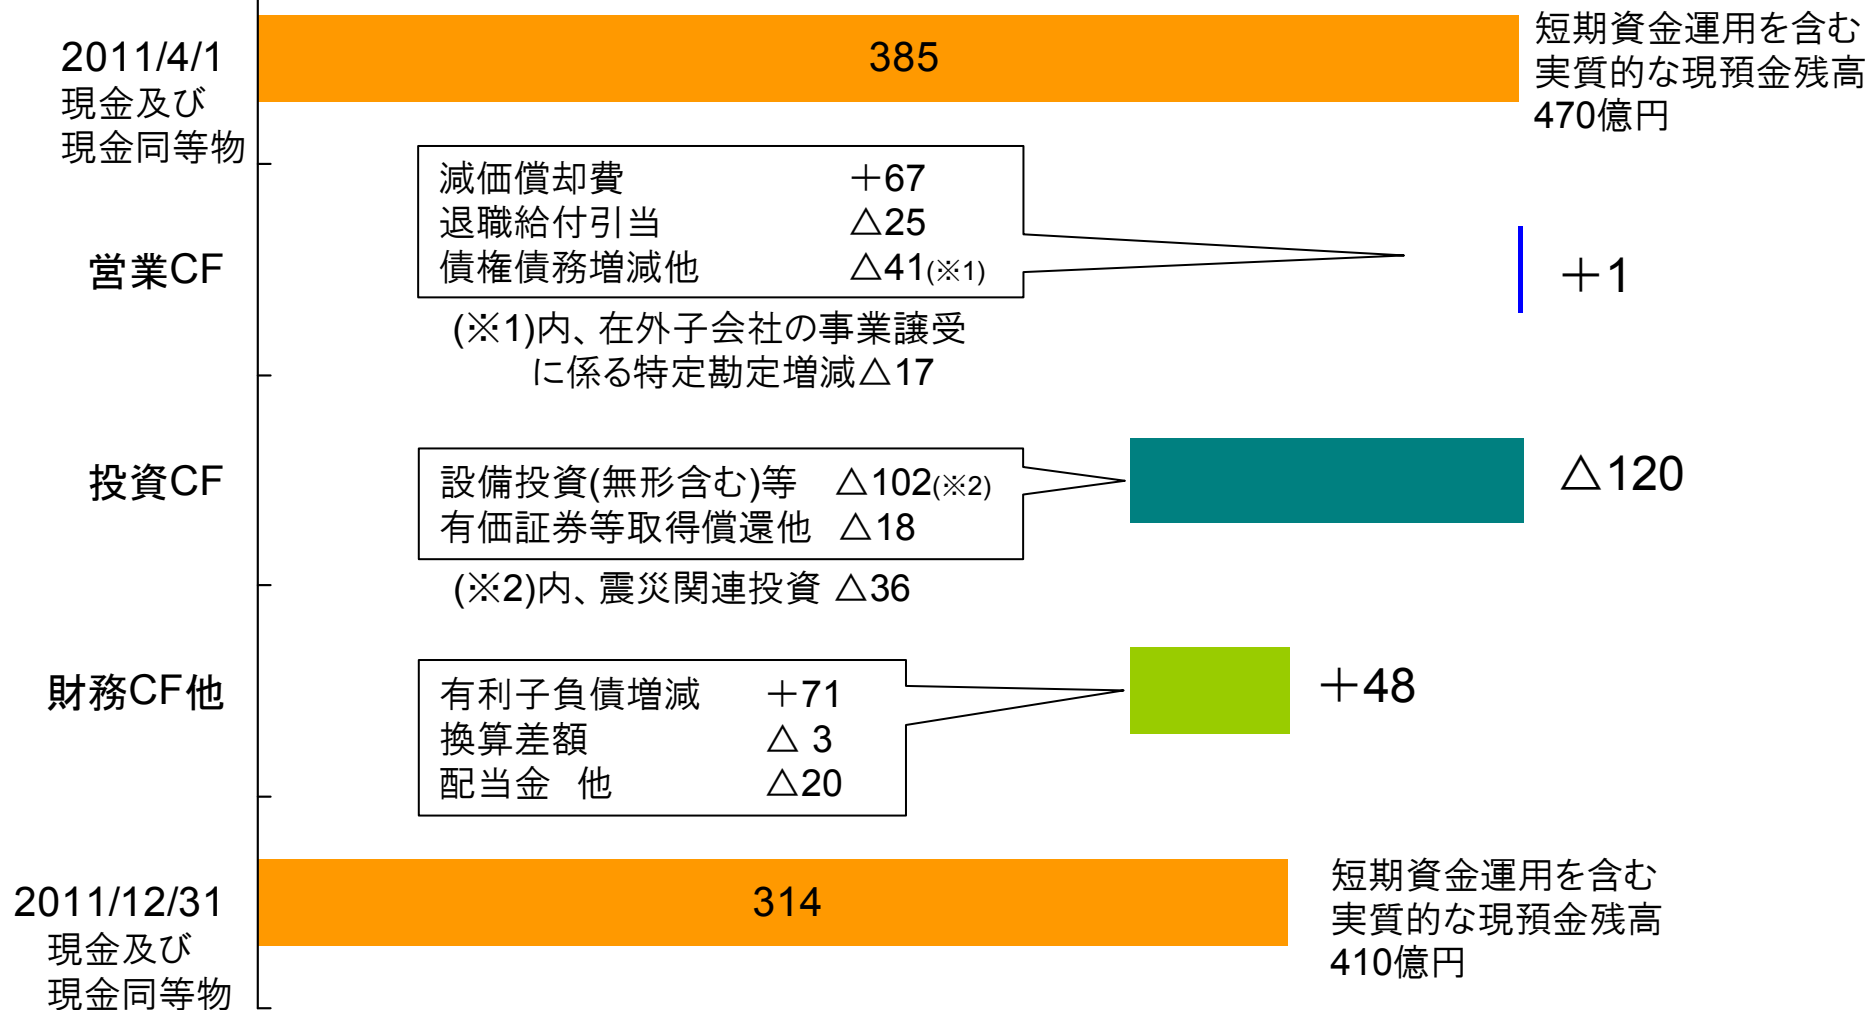 2011/4/1
現金及び
現金同等物
385
短期資金運用を含む
実質的な現預金残高
470億円
営業CF
減価償却費 ＋67
退職給付引当 △25
債権債務増減他 △41(※1)
＋1
(※1)内、在外子会社の事業譲受
に係る特定勘定増減△17
投資CF
設備投資(無形含む)等 △102(※2)
有価証券等取得償還他 △18
△120
(※2)内、震災関連投資 △36
財務CF他
有利子負債増減 ＋71
換算差額 △ 3
配当金 他 △20
＋48
2011/12/31
現金及び
現金同等物
314
短期資金運用を含む
実質的な現預金残高
410億円